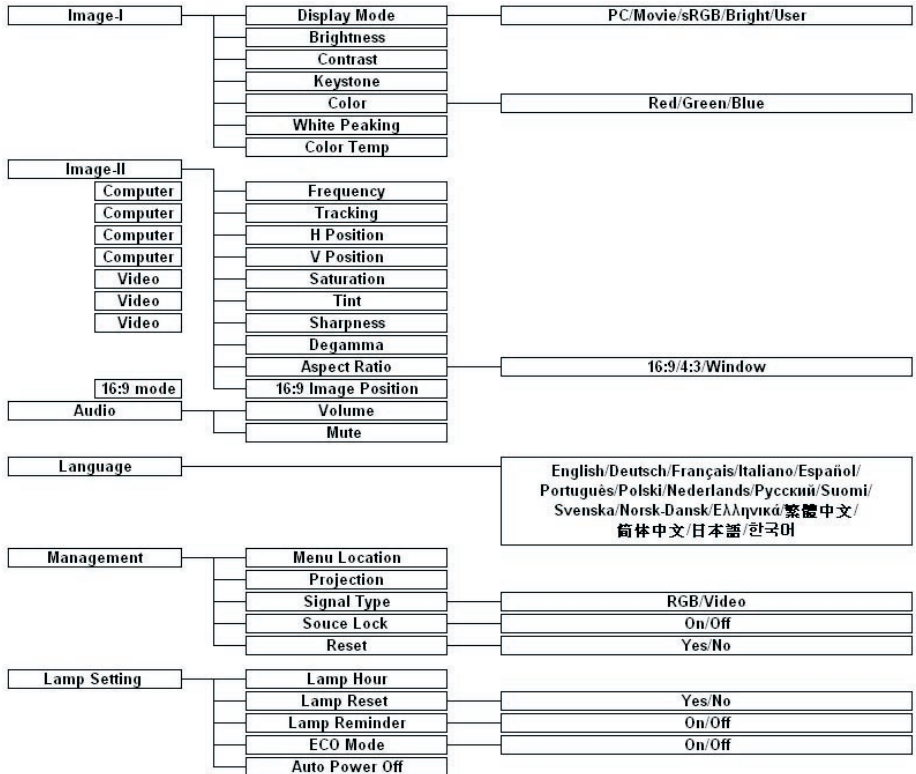 Image-I Display Mode PC/Movie/sRGB/Bright/User
Brightness
Contrast
Keystone
Color Red/Green/Blue
White Peaking
Color Temp
Image-II
Computer Frequency
Computer Tracking
Computer H Position
Computer V Position
Video Saturation
Video Tint
Video Sharpness
Degamma
Aspect Ratio 16:9/4:3/Window
16:9 mode 16:9 Image Position
Audio Volume
Mute
Language English/Deutsch/Français/Italiano/Español/
Português/Polski/Nederlands/Русский/Suomi/
Svenska/Norsk-Dansk/Ελληνικά/繁體中文/
简体中文/日本語/한국어
Management Menu Location
Projection
Signal Type RGB/Video
Souce Lock On/Off
Reset Yes/No
Lamp Setting Lamp Hour
Lamp Reset Yes/No
Lamp Reminder On/Off
ECO Mode On/Off
Auto Power Off